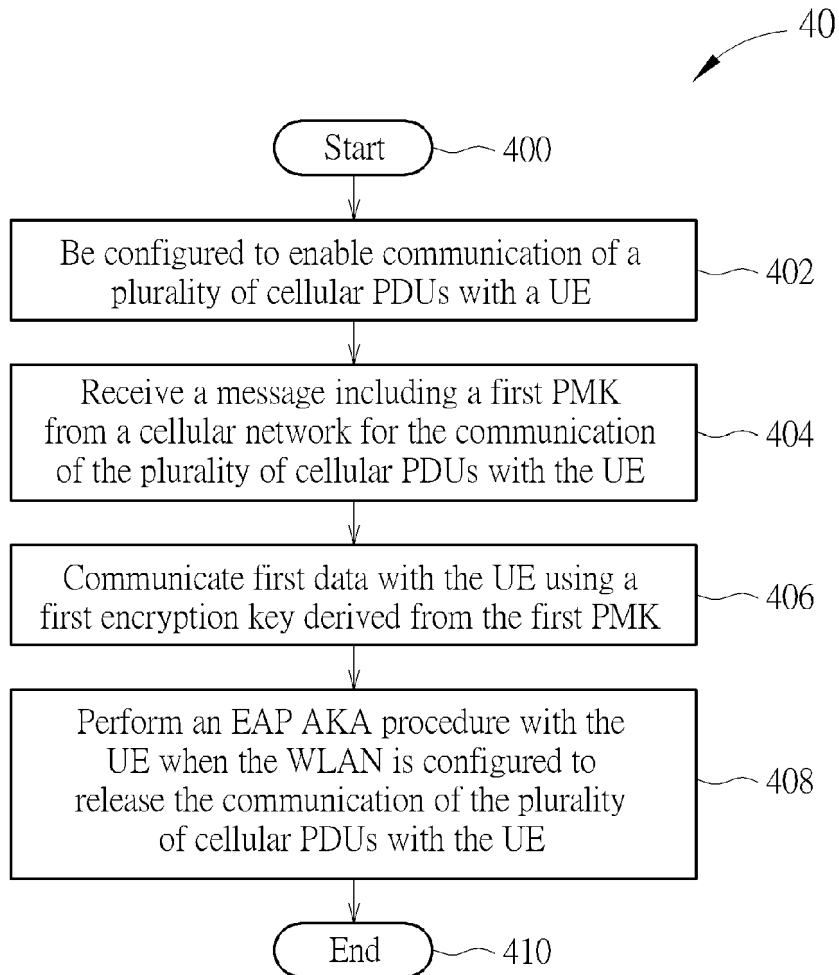 40
Start
400
Be configured to enable communication of a
plurality of cellular PDUs with a UE
402
Receive a message including a first PMK
from a cellular network for the communication
of the plurality of cellular PDUs with the UE
404
Communicate first data with the UE using a
first encryption key derived from the first PMK
406
Perform an EAP AKA procedure with the
UE when the WLAN is configured to
release the communication of the plurality
of cellular PDUs with the UE
408
End
410